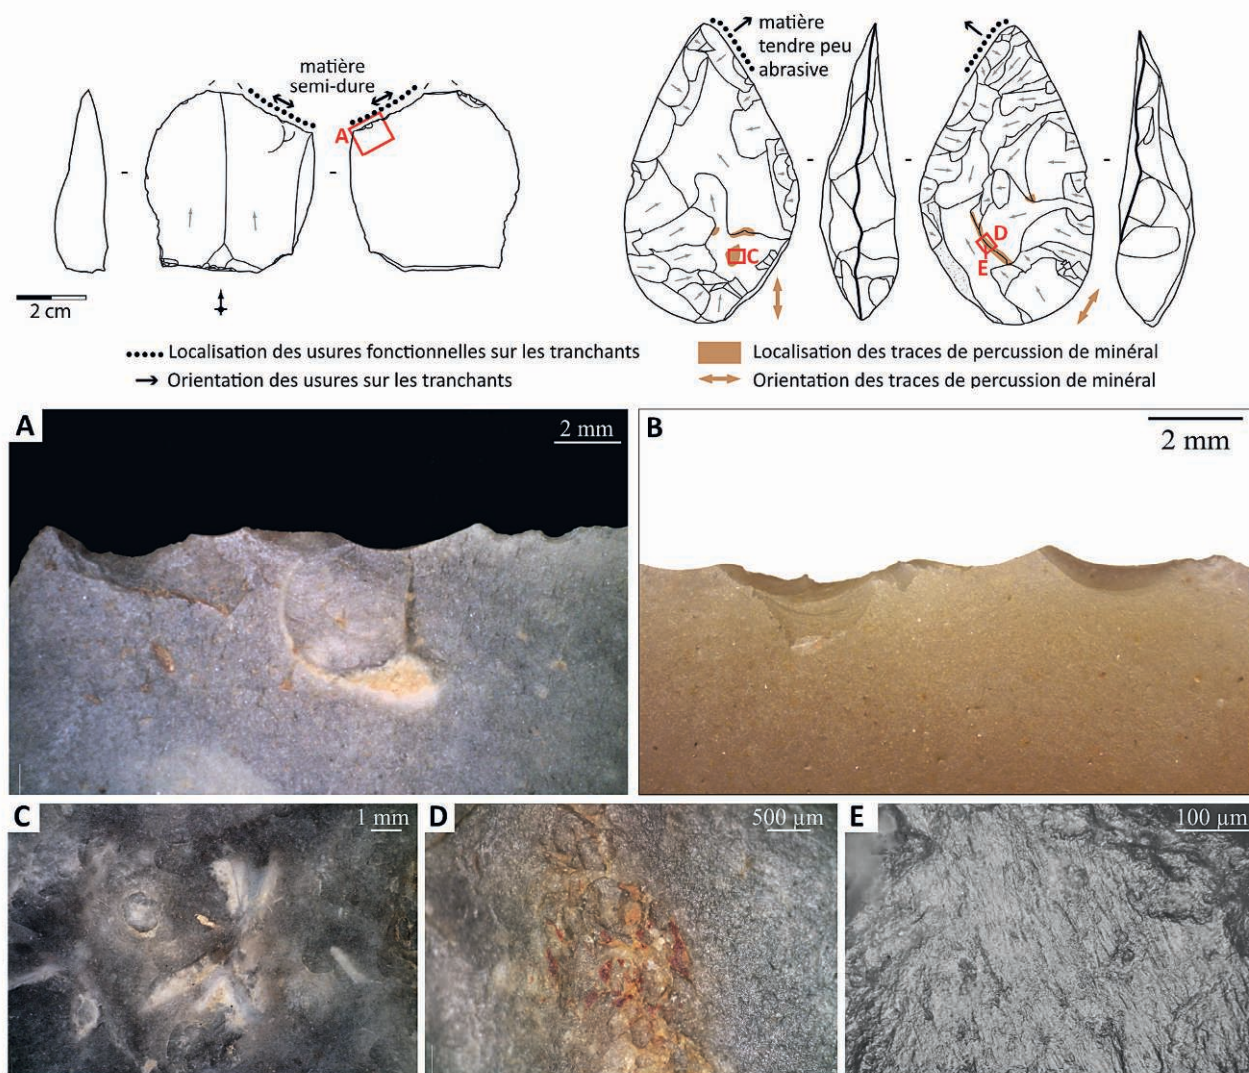 matière
semi-dure
A
matière
tendre peu
abrasive
C
D
E
2 cm
Localisation des usures fonctionnelles sur les tranchants
Orientation des usures sur les tranchants
Localisation des traces de percussion de minéral
Orientation des traces de percussion de minéral
A
2 mm
B
2 mm
C
1 mm
D
500 µm
E
100 µm